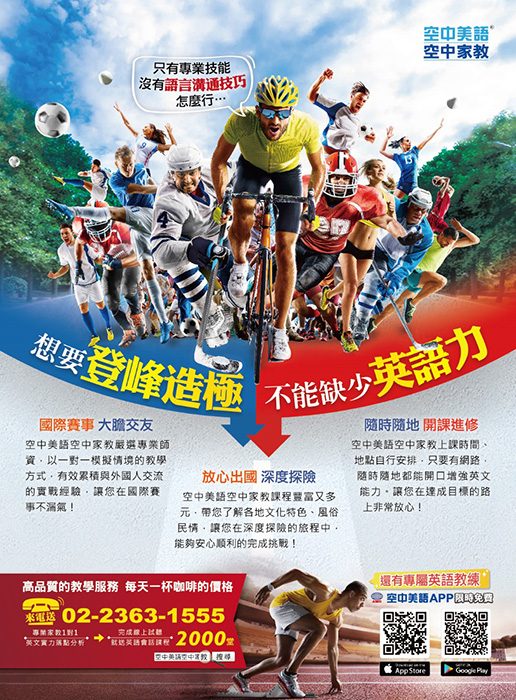 空中美語®
空中家教
只有專業技能
沒有語言溝通技巧
怎麼行…
想要登峰造極
不能缺少英語力
國際賽事 大膽交友
空中美語空中家教嚴選專業師
資，以一對一模擬情境的教學
方式，有效累積與外國人交流
的實戰經驗，讓您在國際賽
事不漏氣！
放心出國 深度探險
空中美語空中家教課程豐富又多
元，帶您了解各地文化特色、風俗
民情，讓您在深度探險的旅程中，
能夠安心順利的完成挑戰！
隨時隨地 開課進修
空中美語空中家教上課時間、
地點自行安排，只要有網路，
隨時隨地都能開口增強英文
能力。讓您在達成目標的路
上非常放心！
高品質的教學服務 每天一杯咖啡的價格
來電送
02-2363-1555
專業家教1對1
英文實力落點分析
完成線上試聽
就送英語會話課程
2000堂
空中美語空中家教 搜尋
還有專屬英語教練
空中美語APP限時免費
Download on the
App Store
GET IT ON
Google Play
4